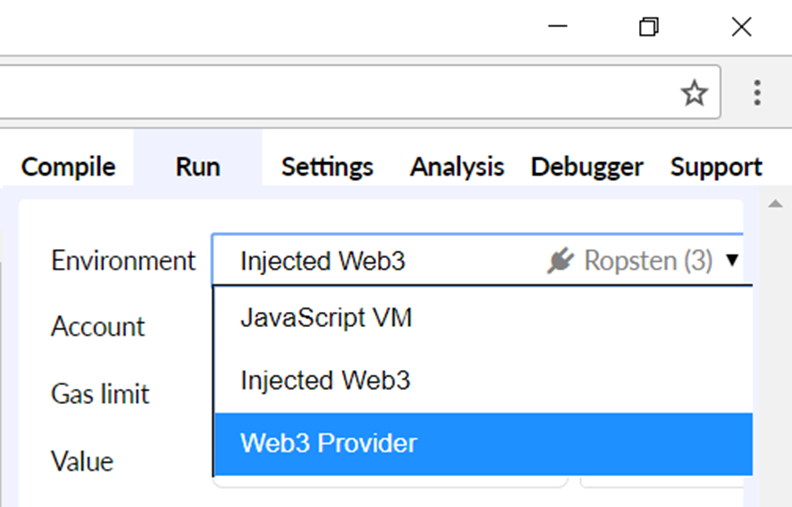 Compile Run Settings Analysis Debugger Support
Environment Injected Web3 Ropsten (3)
JavaScript VM
Account
Injected Web3
Gas limit
Web3 Provider
Value